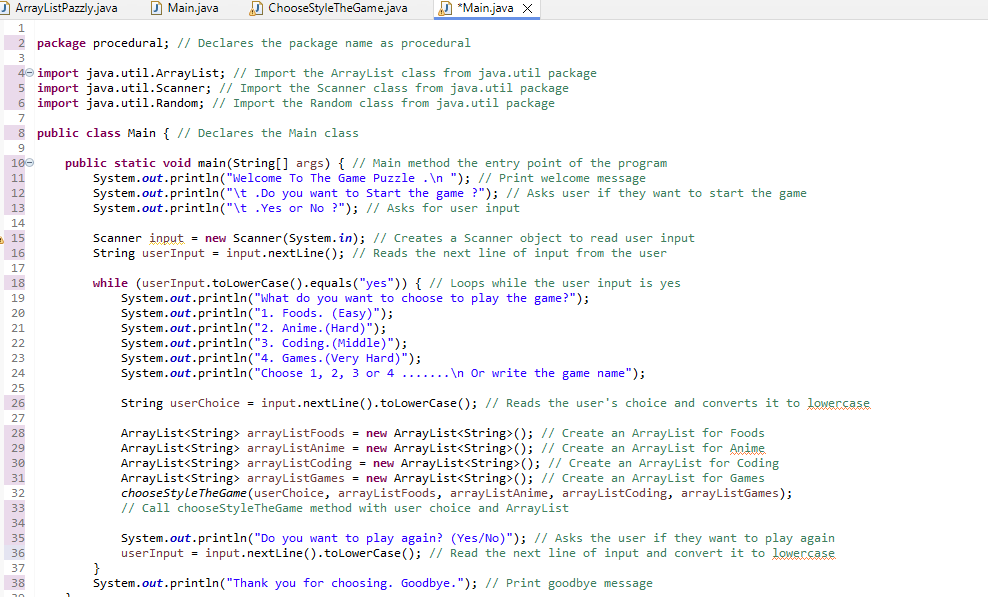 ArrayListPazzly.java Main.java ChooseStyleTheGame.java *Main.java
1
2 package procedural; // Declares the package name as procedural
3
4 import java.util.ArrayList; // Import the ArrayList class from java.util package
5 import java.util.Scanner; // Import the Scanner class from java.util package
6 import java.util.Random; // Import the Random class from java.util package
7
8 public class Main { // Declares the Main class
9
10 public static void main(String[] args) { // Main method the entry point of the program
11 System.out.println("Welcome To The Game Puzzle .\n "); // Print welcome message
12 System.out.println("\t .Do you want to Start the game ?"); // Asks user if they want to start the game
13 System.out.println("\t .Yes or No ?"); // Asks for user input
14
15 Scanner input = new Scanner(System.in); // Creates a Scanner object to read user input
16 String userInput = input.nextLine(); // Reads the next line of input from the user
17
18 while (userInput.toLowerCase().equals("yes")) { // Loops while the user input is yes
19 System.out.println("What do you want to choose to play the game?");
20 System.out.println("1. Foods. (Easy)");
21 System.out.println("2. Anime.(Hard)");
22 System.out.println("3. Coding.(Middle)");
23 System.out.println("4. Games.(Very Hard)");
24 System.out.println("Choose 1, 2, 3 or 4 .......\n Or write the game name");
25
26 String userChoice = input.nextLine().toLowerCase(); // Reads the user's choice and converts it to lowercase
27
28 ArrayList<String> arrayListFoods = new ArrayList<String>(); // Create an ArrayList for Foods
29 ArrayList<String> arrayListAnime = new ArrayList<String>(); // Create an ArrayList for Anime
30 ArrayList<String> arrayListCoding = new ArrayList<String>(); // Create an ArrayList for Coding
31 ArrayList<String> arrayListGames = new ArrayList<String>(); // Create an ArrayList for Games
32 chooseStyleTheGame(userChoice, arrayListFoods, arrayListAnime, arrayListCoding, arrayListGames);
33 // Call chooseStyleTheGame method with user choice and ArrayList
34
35 System.out.println("Do you want to play again? (Yes/No)"); // Asks the user if they want to play again
36 userInput = input.nextLine().toLowerCase(); // Read the next line of input and convert it to lowercase
37 }
38 System.out.println("Thank you for choosing. Goodbye."); // Print goodbye message